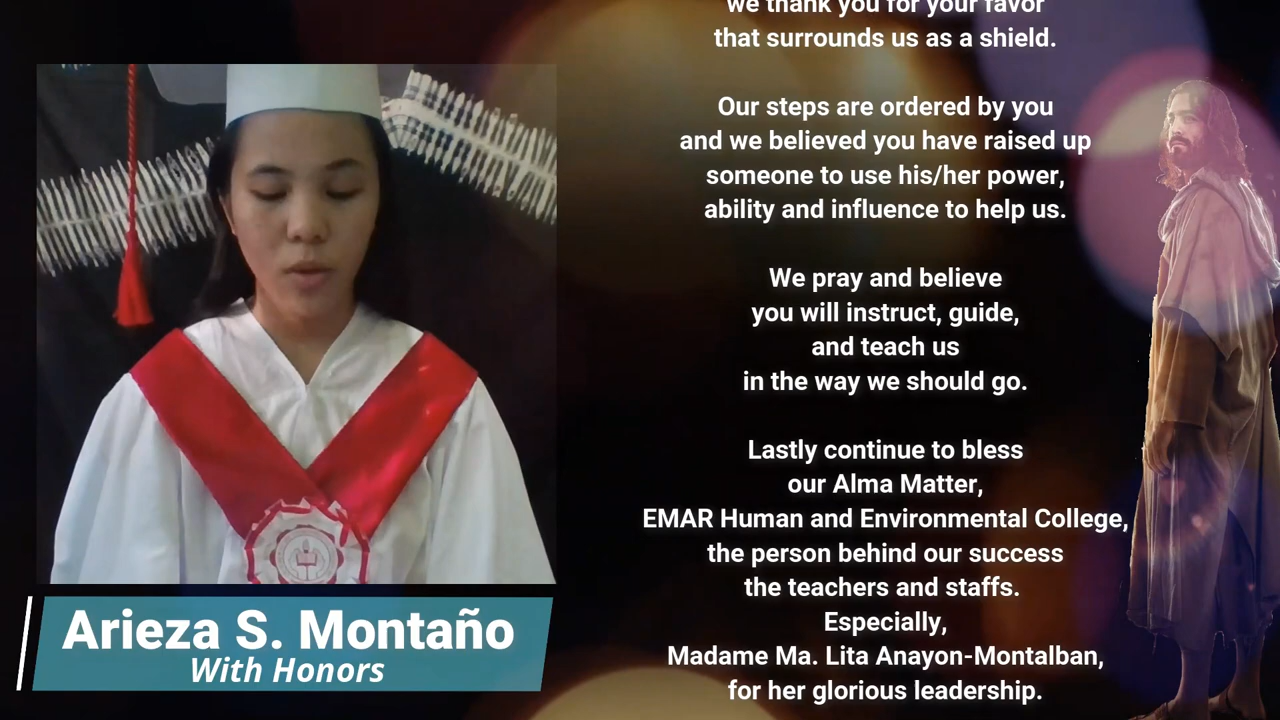 we thank you for your favor
that surrounds us as a shield.
Our steps are ordered by you
and we believed you have raised up
someone to use his/her power,
ability and influence to help us.
We pray and believe
you will instruct, guide,
and teach us
in the way we should go.
Lastly continue to bless
our Alma Matter,
EMAR Human and Environmental College,
the person behind our success
the teachers and staffs.
Especially,
Madame Ma. Lita Anayon-Montalban,
for her glorious leadership.
Arieza S. Montaño
With Honors